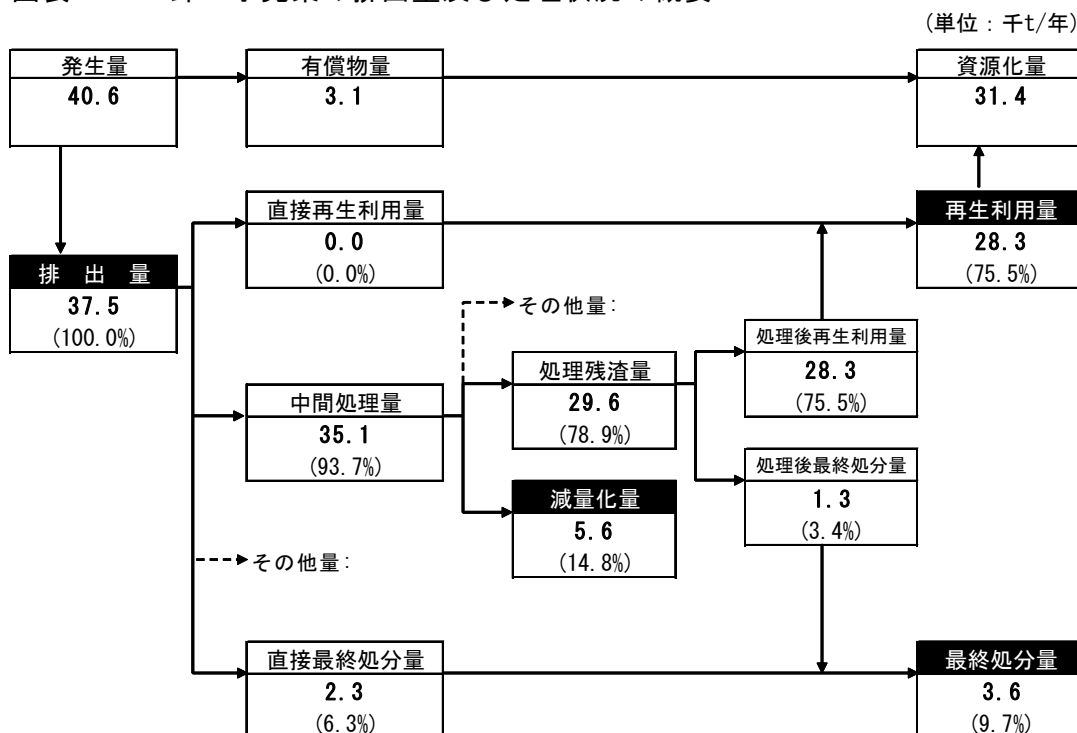 (単位：千t/年)
発生量
40.6
有償物量
3.1
資源化量
31.4
直接再生利用量
0.0
(0.0%)
再生利用量
28.3
(75.5%)
排 出 量
37.5
(100.0%)
その他量：
処理残渣量
29.6
(78.9%)
処理後再生利用量
28.3
(75.5%)
中間処理量
35.1
(93.7%)
処理後最終処分量
1.3
(3.4%)
減量化量
5.6
(14.8%)
その他量：
直接最終処分量
2.3
(6.3%)
最終処分量
3.6
(9.7%)